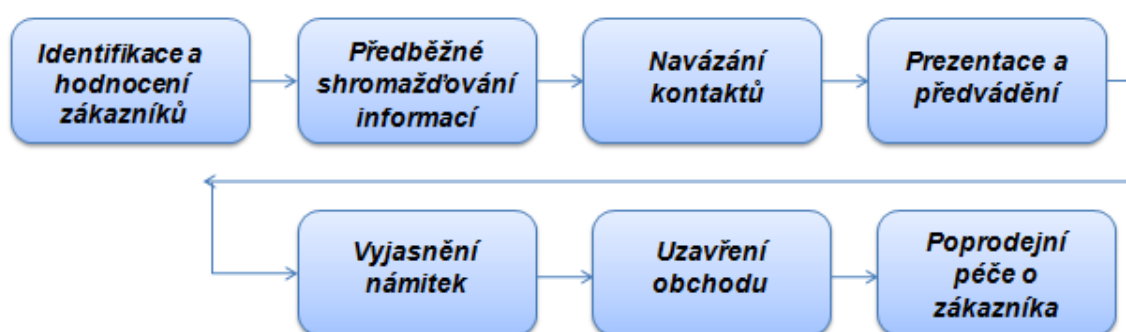 Identifikace a
hodnocení
zákazníků
Předběžné
shromažďování
informací
Navázání
kontaktů
Prezentace a
předvádění
Vyjasnění
námitek
Uzavření
obchodu
Poprodejní
péče o
zákazníka